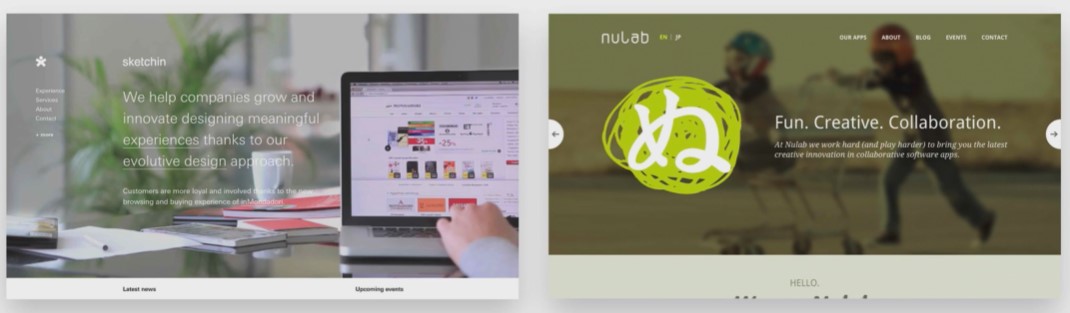 sketchin
Experience
Services
About
Contact
+ more
We help companies grow and
innovate designing meaningful
experiences thanks to our
evolutive design approach.
Customers are more loyal and involved thanks to the new
browsing and buying experience of inMediaton
-25%
Latest news
Upcoming events
nulab
EN | JP
OUR APPS
ABOUT
BLOG
EVENTS
CONTACT
ぬ
Fun. Creative. Collaboration.
At Nulab we work hard (and play harder) to bring you the latest
creative innovation in collaborative software apps.
HELLO.